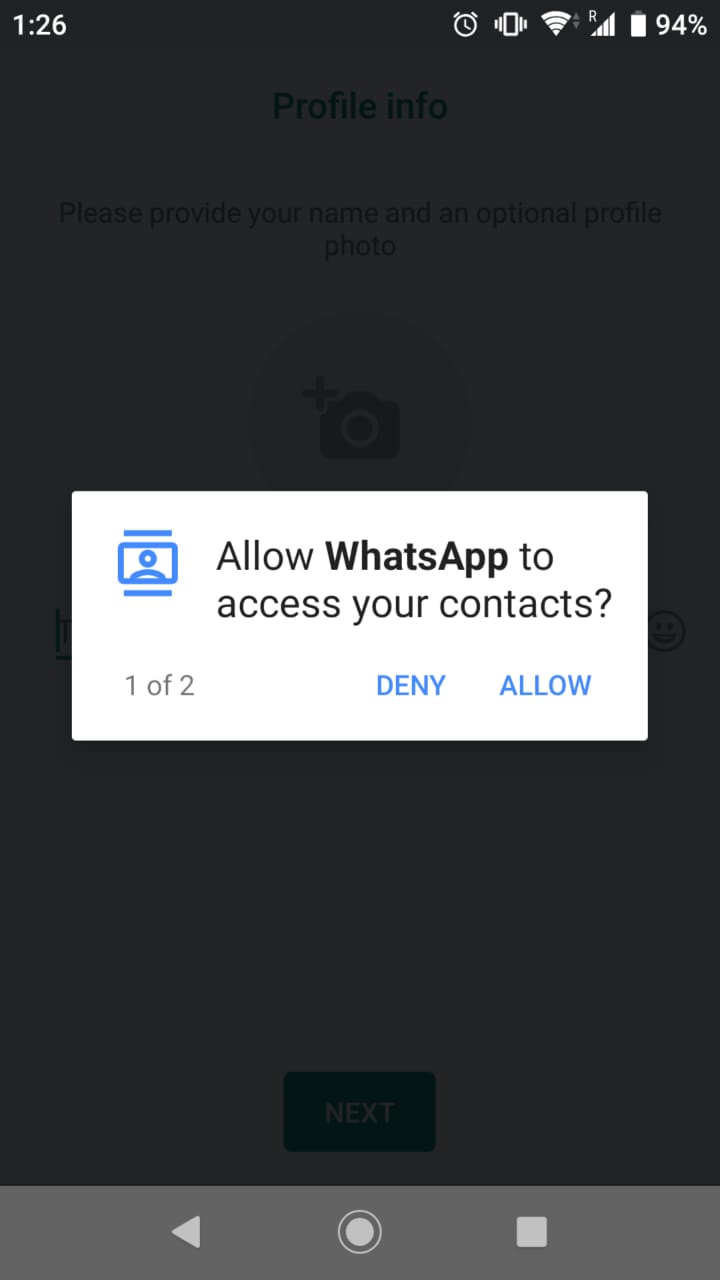 1:26
R
94%
Profile info
Please provide your name and an optional profile
photo
Allow WhatsApp to
access your contacts?
1 of 2
DENY
ALLOW
NEXT